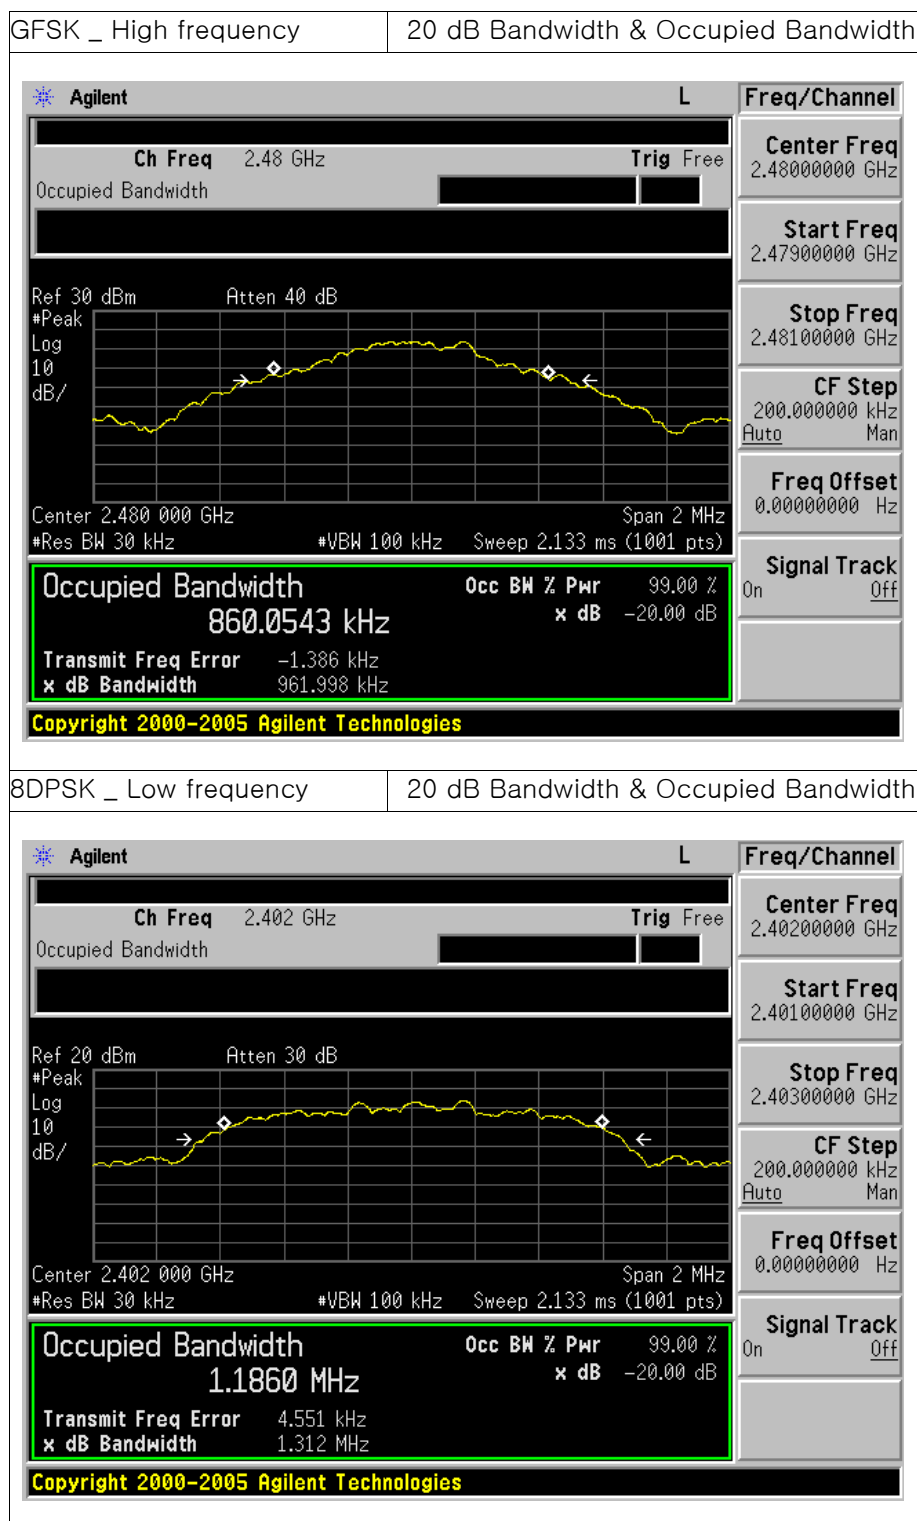 GFSK _ High frequency 20 dB Bandwidth & Occupied Bandwidth
Agilent L Freq/Channel
Ch Freq 2.48 GHz Trig Free
Occupied Bandwidth
Center Freq
2.48000000 GHz
Start Freq
2.47900000 GHz
Stop Freq
2.48100000 GHz
CF Step
200.000000 kHz
Auto Man
Freq Offset
0.00000000 Hz
Signal Track
On Off
Ref 30 dBm Atten 40 dB
#Peak
Log
10
dB/
Center 2.480 000 GHz Span 2 MHz
#Res BW 30 kHz #VBW 100 kHz Sweep 2.133 ms (1001 pts)
Occupied Bandwidth Occ BW % Pwr 99.00 %
860.0543 kHz x dB -20.00 dB
Transmit Freq Error -1.386 kHz
x dB Bandwidth 961.998 kHz
Copyright 2000-2005 Agilent Technologies
8DPSK _ Low frequency 20 dB Bandwidth & Occupied Bandwidth
Agilent L Freq/Channel
Ch Freq 2.402 GHz Trig Free
Occupied Bandwidth
Center Freq
2.40200000 GHz
Start Freq
2.40100000 GHz
Stop Freq
2.40300000 GHz
CF Step
200.000000 kHz
Auto Man
Freq Offset
0.00000000 Hz
Signal Track
On Off
Ref 20 dBm Atten 30 dB
#Peak
Log
10
dB/
Center 2.402 000 GHz Span 2 MHz
#Res BW 30 kHz #VBW 100 kHz Sweep 2.133 ms (1001 pts)
Occupied Bandwidth Occ BW % Pwr 99.00 %
1.1860 MHz x dB -20.00 dB
Transmit Freq Error 4.551 kHz
x dB Bandwidth 1.312 MHz
Copyright 2000-2005 Agilent Technologies